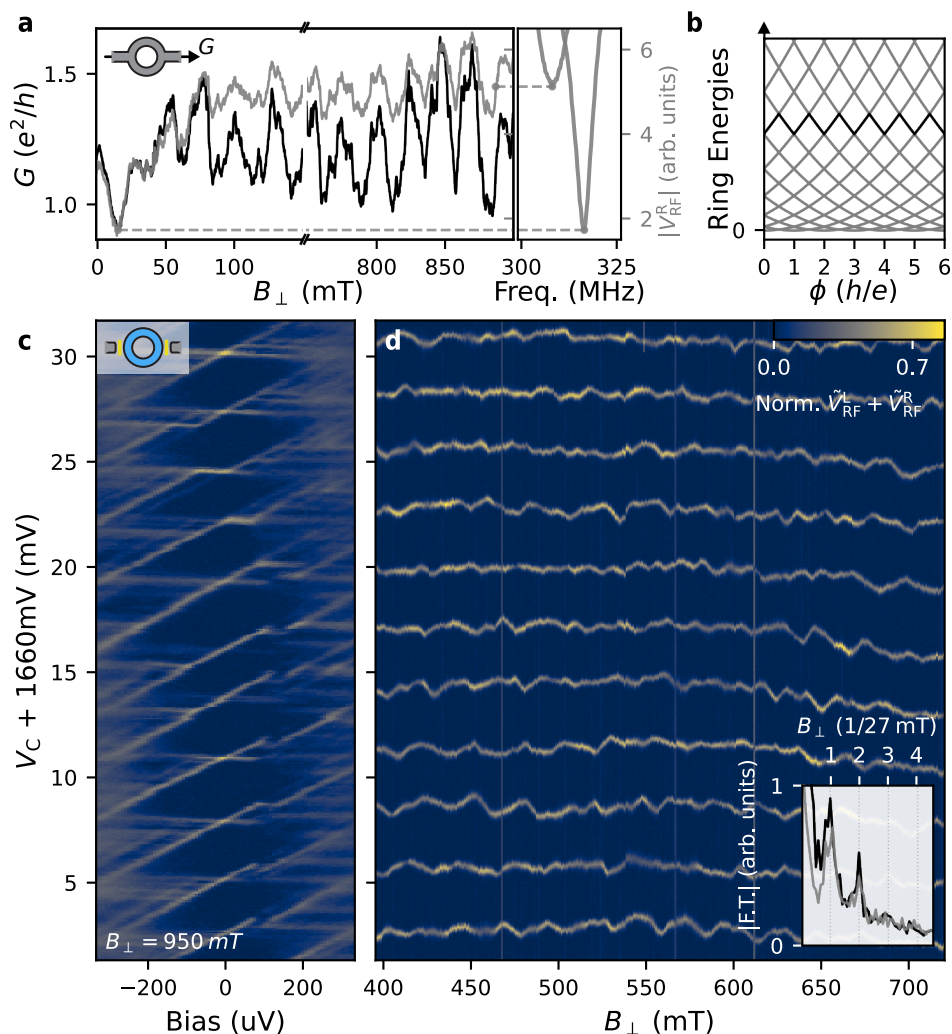 a
G
G (e²/h)
1.5
1.0
0
50
100
800
850
B⊥ (mT)
6
4
2
|V^R_RF| (arb. units)
300
325
Freq. (MHz)
b
Ring Energies
0
0 1 2 3 4 5 6
ϕ (h/e)
c
V_C + 1660mV (mV)
30
25
20
15
10
5
B⊥ = 950 mT
−200
0
200
Bias (uV)
d
0.0
0.7
Norm. Ṽ^L_RF + Ṽ^R_RF
B⊥ (1/27 mT)
1 2 3 4
|F.T.| (arb. units)
1
0
400 450 500 550 600 650 700
B⊥ (mT)